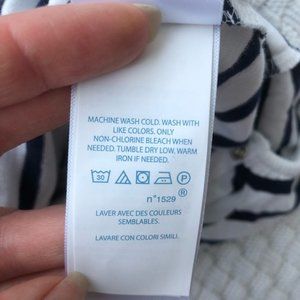 MACHINE WASH COLD. WASH WITH
LIKE COLORS. ONLY
NON-CHLORINE BLEACH WHEN
NEEDED. TUMBLE DRY LOW, WARM
IRON IF NEEDED.
30
n°1529 ®
LAVER AVEC DES COULEURS
SEMBLABLES.
LAVARE CON COLORI SIMILI.